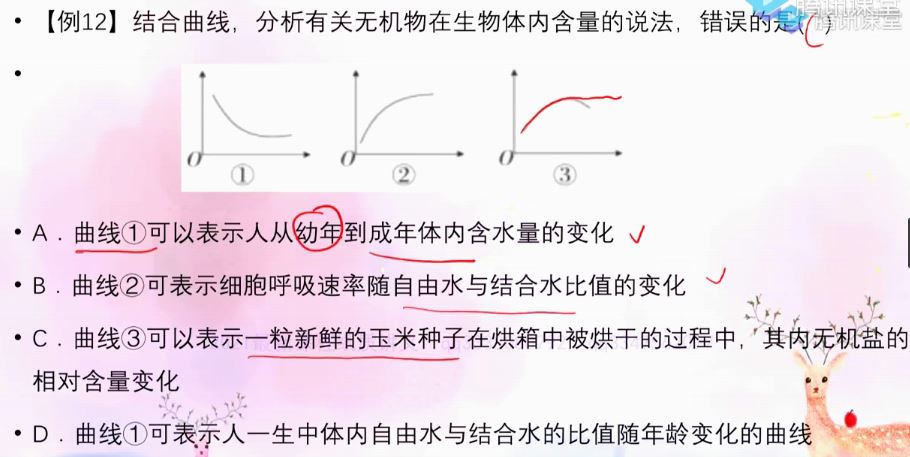 【例12】结合曲线，分析有关无机物在生物体内含量的说法，错误的是(C)
腾讯课堂
腾讯课堂
O ① O ② O ③
A．曲线①可以表示人从幼年到成年体内含水量的变化 ✓
B．曲线②可表示细胞呼吸速率随自由水与结合水比值的变化 ✓
C．曲线③可以表示一粒新鲜的玉米种子在烘箱中被烘干的过程中，其内无机盐的
相对含量变化
D．曲线①可表示人一生中体内自由水与结合水的比值随年龄变化的曲线